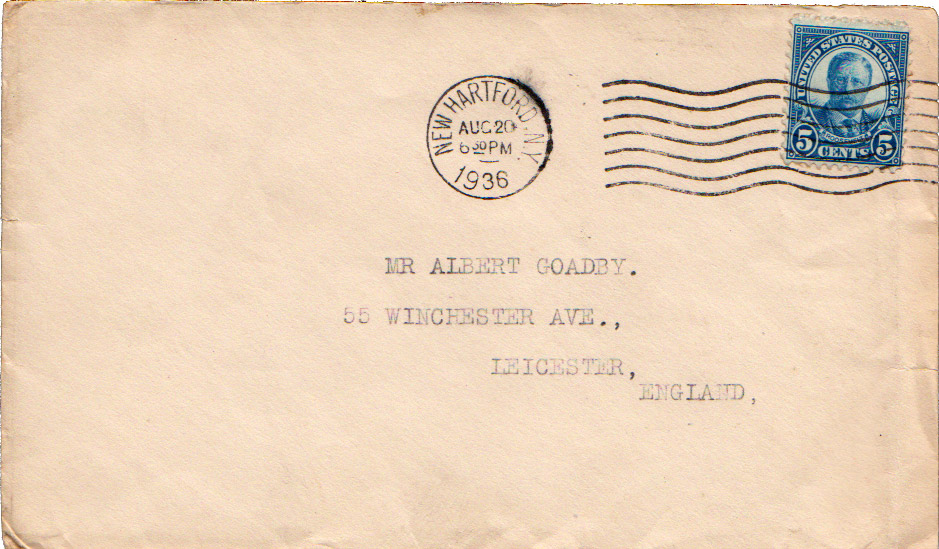 NEW HARTFORD N.Y.
AUG 20
6 30 PM
1936
UNITED STATES POSTAGE
5 CENTS 5
MR ALBERT GOADBY.
55 WINCHESTER AVE.,
LEICESTER,
ENGLAND,